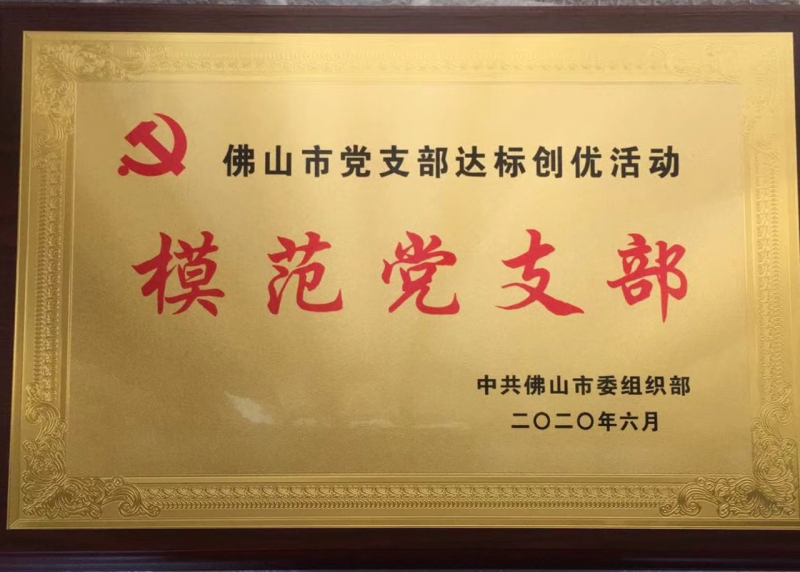 佛山市党支部达标创优活动
模范党支部
中共佛山市委组织部
二〇二〇年六月